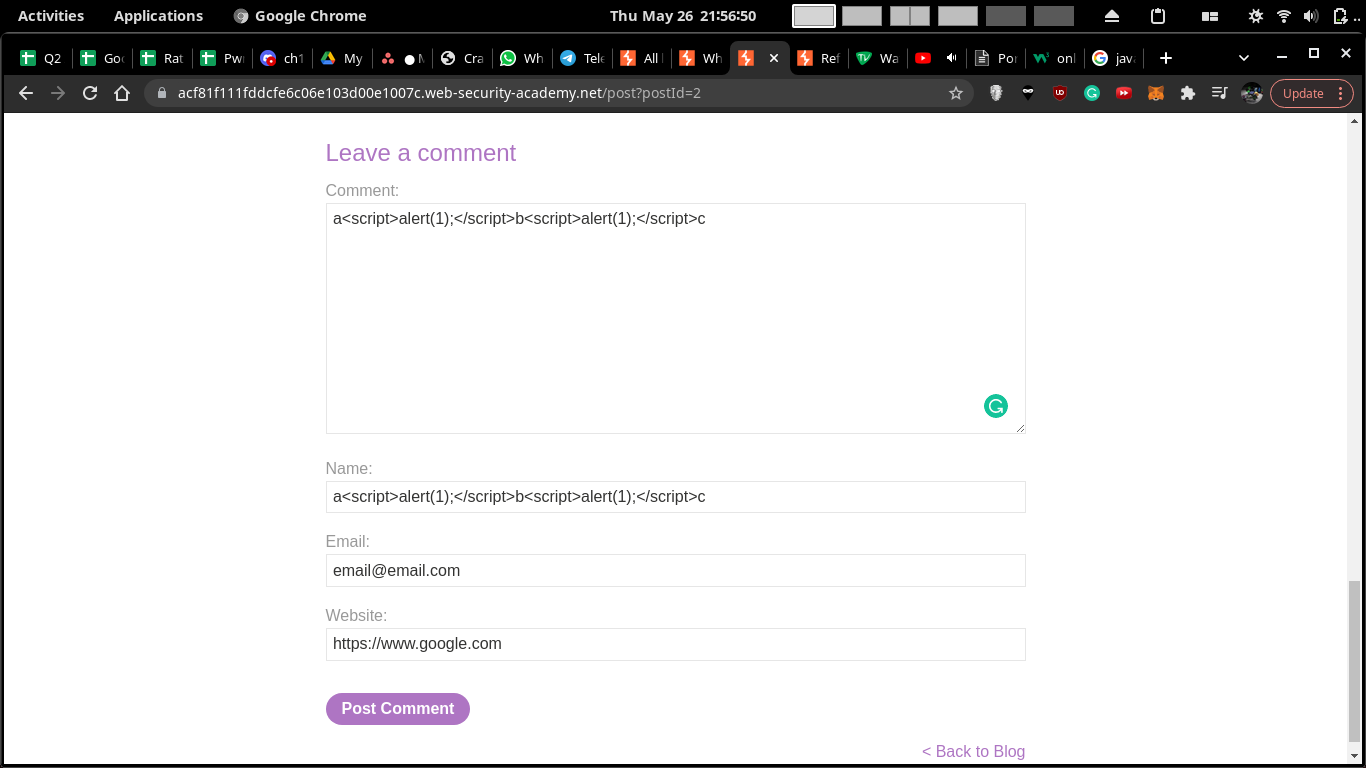 Activities Applications Google Chrome Thu May 26 21:56:50
Q2 Goo Rat Pwn ch1 My M Cra Wh Tele All Wh Ref Wa Por onl java
acf81f111fddcfe6c06e103d00e1007c.web-security-academy.net/post?postId=2 Update
Leave a comment
Comment:
a<script>alert(1);</script>b<script>alert(1);</script>c
Name:
a<script>alert(1);</script>b<script>alert(1);</script>c
Email:
email@email.com
Website:
https://www.google.com
Post Comment
< Back to Blog